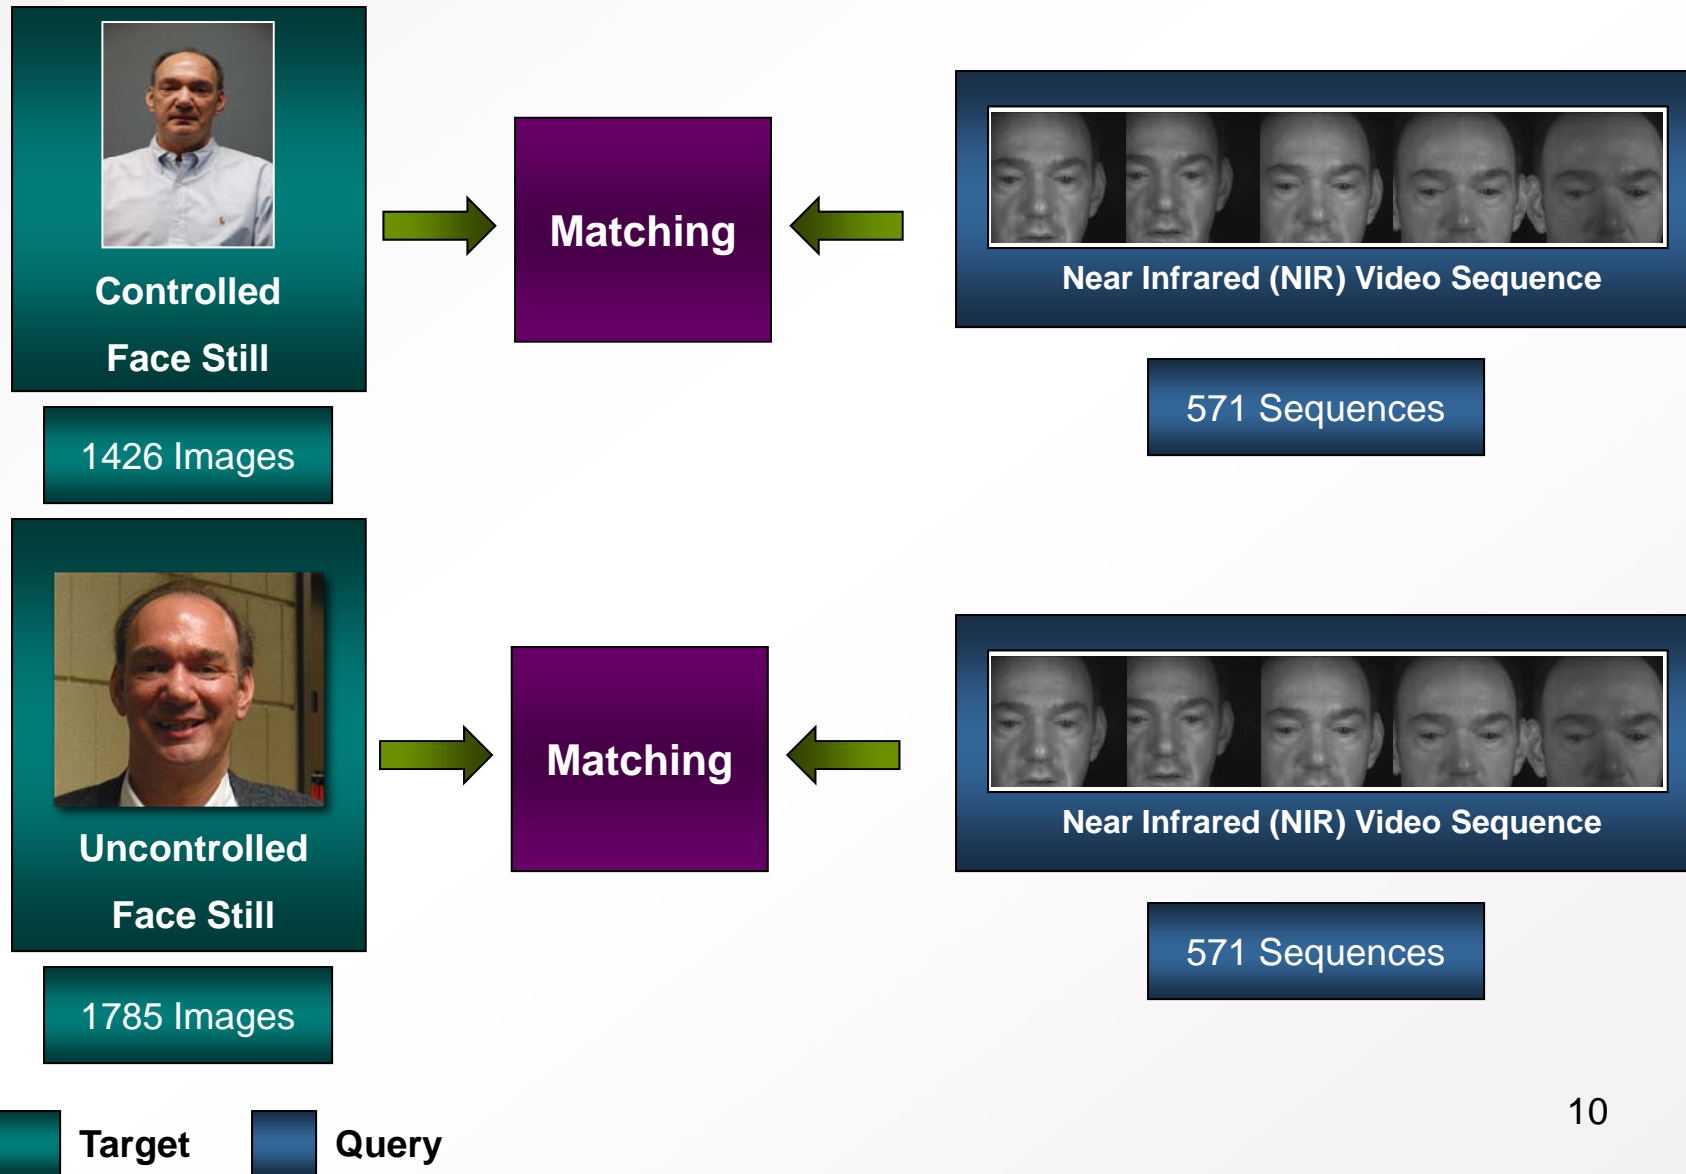 Controlled
Face Still
1426 Images
Matching
Near Infrared (NIR) Video Sequence
571 Sequences
Uncontrolled
Face Still
1785 Images
Matching
Near Infrared (NIR) Video Sequence
571 Sequences
Target
Query
10